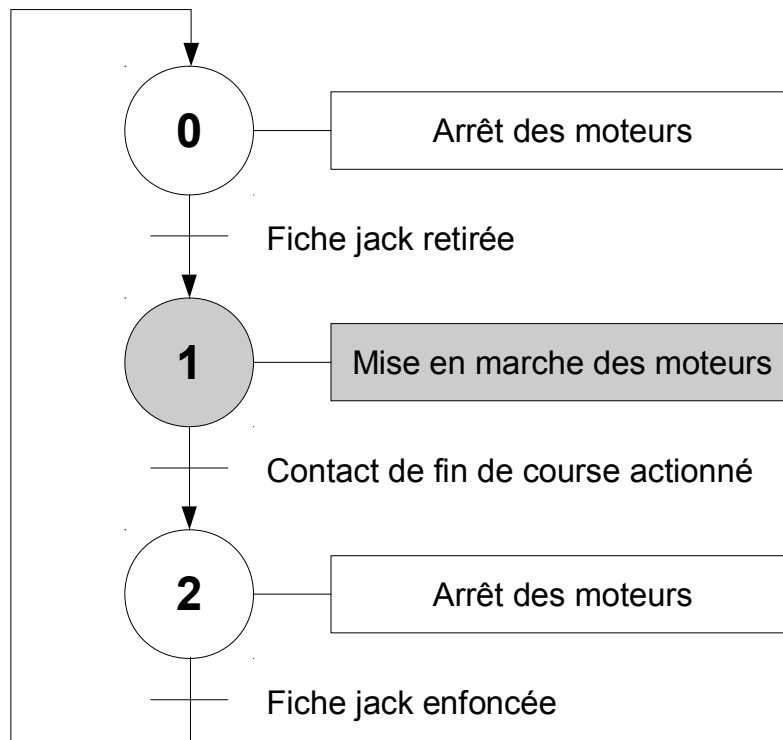 0
Arrêt des moteurs
Fiche jack retirée
1
Mise en marche des moteurs
Contact de fin de course actionné
2
Arrêt des moteurs
Fiche jack enfoncée